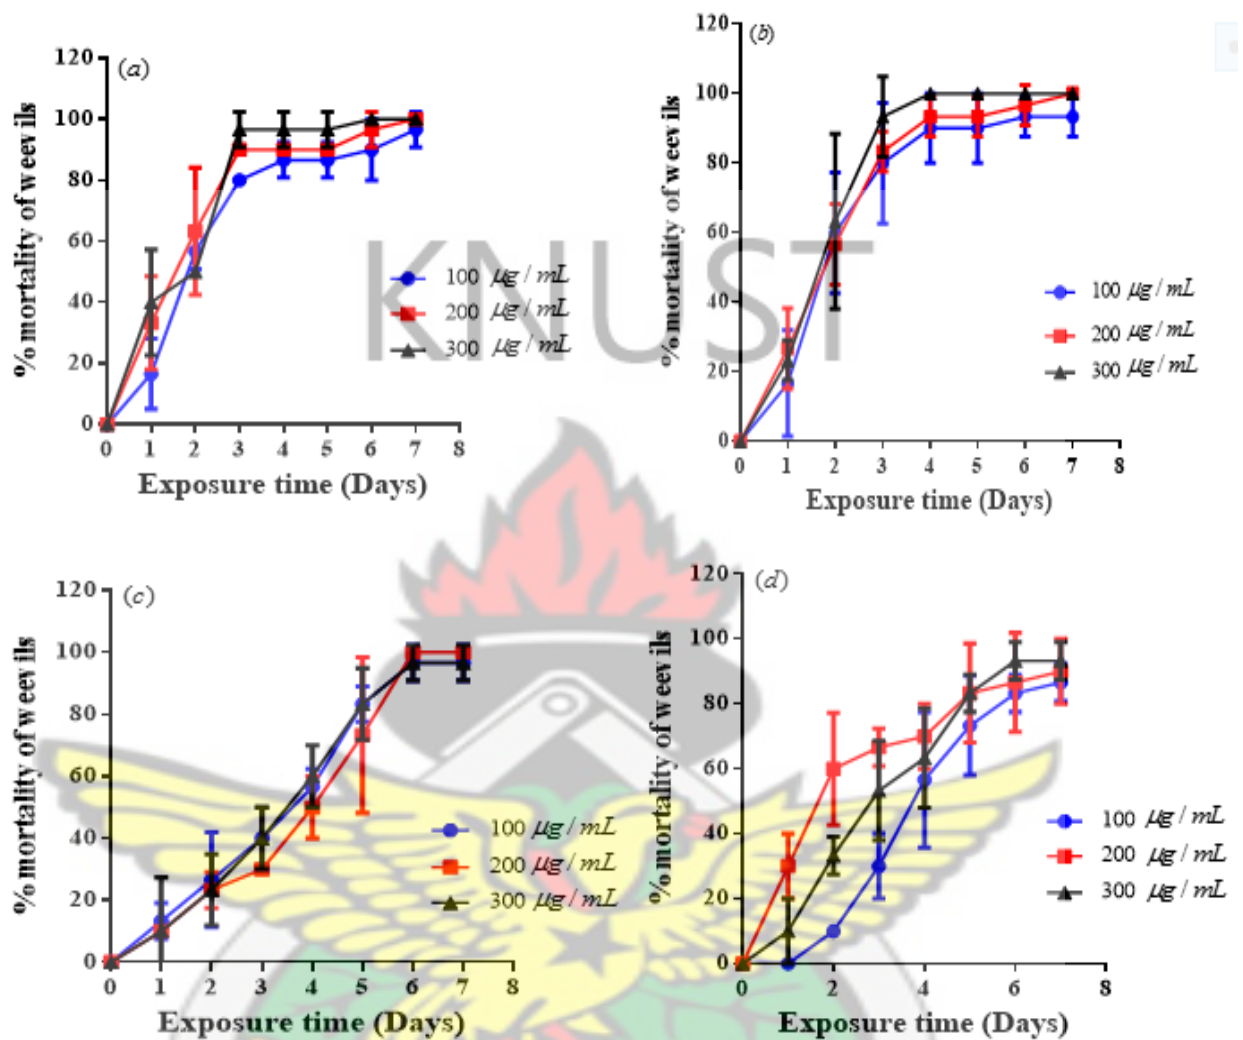 (a)
% mortality of weevils
120
100
80
60
40
20
0
0 1 2 3 4 5 6 7 8
Exposure time (Days)
100 μg / mL
200 μg / mL
300 μg / mL
(b)
% mortality of weevils
120
100
80
60
40
20
0
0 1 2 3 4 5 6 7 8
Exposure time (Days)
100 μg / mL
200 μg / mL
300 μg / mL
KNUST
(c)
% mortality of weevils
120
100
80
60
40
20
0
0 1 2 3 4 5 6 7 8
Exposure time (Days)
100 μg / mL
200 μg / mL
300 μg / mL
(d)
% mortality of weevils
120
100
80
60
40
20
0
0 2 4 6 8
Exposure time (Days)
100 μg / mL
200 μg / mL
300 μg / mL